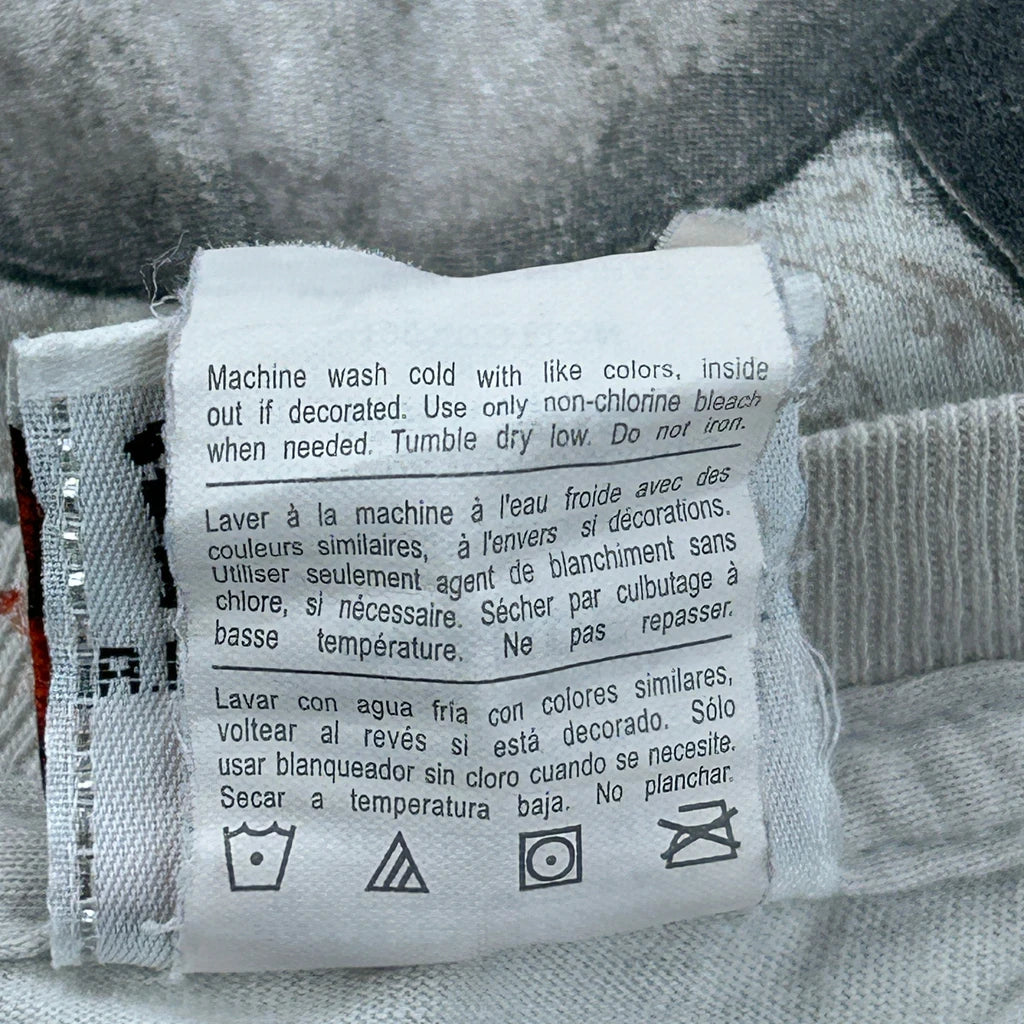 Machine wash cold with like colors, inside
out if decorated. Use only non-chlorine bleach
when needed. Tumble dry low. Do not iron.
Laver à la machine à l'eau froide avec des
couleurs similaires, à l'envers si décorations.
Utiliser seulement agent de blanchiment sans
chlore, si nécessaire. Sécher par culbutage à
basse température. Ne pas repasser.
Lavar con agua fría con colores similares,
voltear al revés si está decorado. Sólo
usar blanqueador sin cloro cuando se necesite.
Secar a temperatura baja. No planchar.